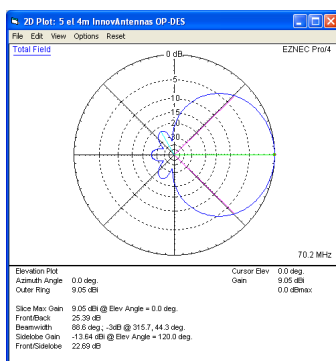 2D Plot: 5 el 4m InnovAntennas OP-DES
File Edit View Options Reset
Total Field
EZNEC Pro/4
0 dB
-5
-10
-15
-20
-30
70.2 MHz
Elevation Plot
Azimuth Angle 0.0 deg.
Outer Ring 9.05 dBi
Cursor Elev 0.0 deg.
Gain 9.05 dBi
0.0 dBmax
Slice Max Gain 9.05 dBi @ Elev Angle = 0.0 deg.
Front/Back 25.39 dB
Beamwidth 88.6 deg.; -3dB @ 315.7, 44.3 deg.
Sidelobe Gain -13.64 dBi @ Elev Angle = 120.0 deg.
Front/Sidelobe 22.69 dB